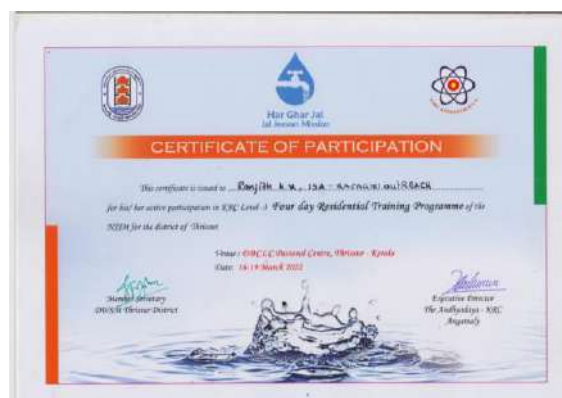 Har Ghar Jal
Jal Jeevan Mission
CERTIFICATE OF PARTICIPATION
This certificate is issued to Ranjith K.K, ISA -
for his/ her active participation in KRC Level -3 Four day Residential Training Programme of the
NJJM for the district of Thrissur
Venue : DBCLC Pastoral Centre, Thrissur - Kerala
Date: 16-19 March 2022
Member Secretary
DWSM Thrissur District
Executive Director
The Andhyodaya - KRC
Angamaly